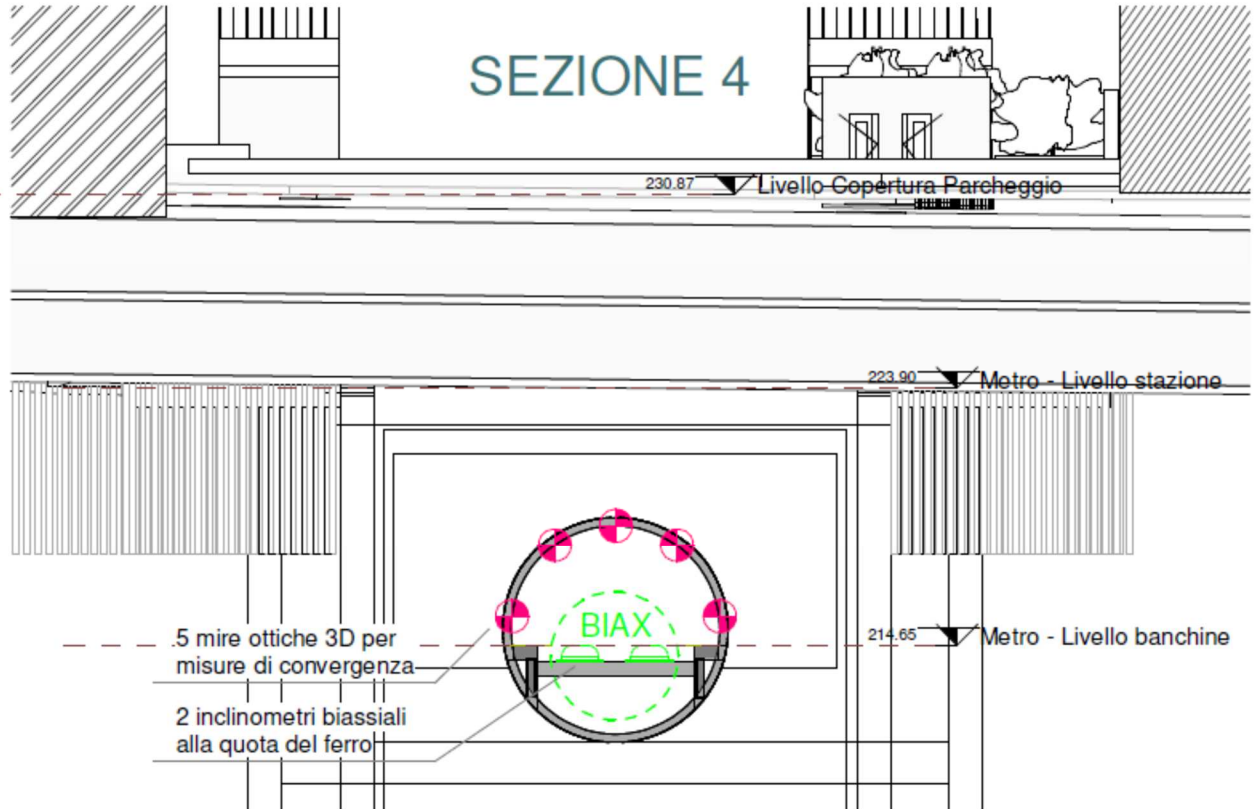 SEZIONE 4
230.87 Livello Copertura Parcheggio
223.90 Metro - Livello stazione
BIAX
5 mire ottiche 3D per
misure di convergenza
214.65 Metro - Livello banchine
2 inclinometri biassiali
alla quota del ferro